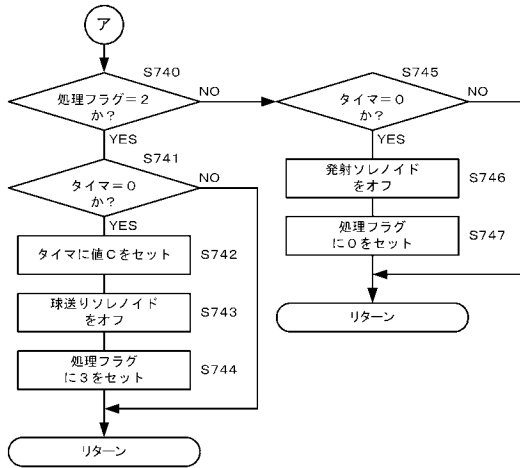 ア
S740
処理フラグ=2
か?
NO
YES
S741
タイマ=0
か?
NO
YES
タイマに値Cをセット
S742
球送りソレノイド
をオフ
S743
処理フラグ
に3をセット
S744
リターン
S745
タイマ=0
か?
NO
YES
発射ソレノイド
をオフ
S746
処理フラグ
に0をセット
S747
リターン